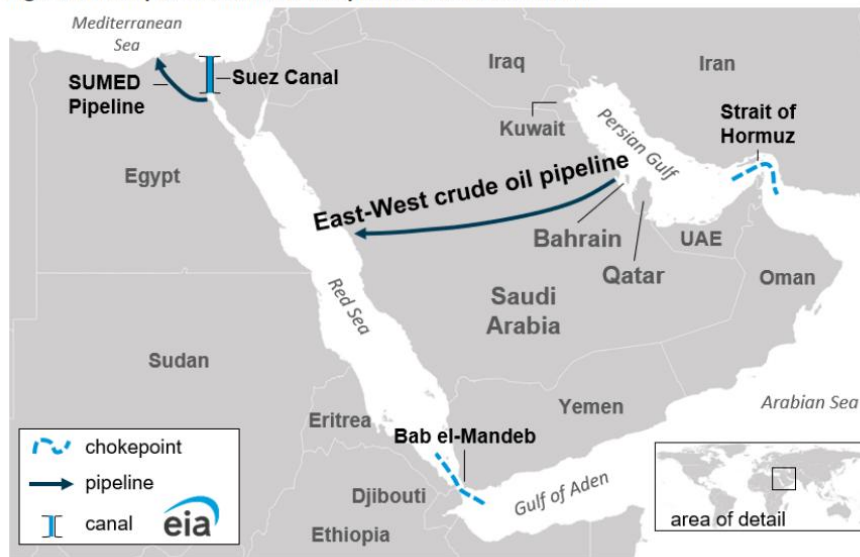 Mediterranean
Sea
SUMED
Pipeline
Suez Canal
Iraq
Iran
Kuwait
Persian Gulf
Strait of
Hormuz
Egypt
East-West crude oil pipeline
Bahrain
Qatar
UAE
Oman
Saudi
Arabia
Red Sea
Sudan
Eritrea
Yemen
Arabian Sea
Bab el-Mandeb
Djibouti
Gulf of Aden
Ethiopia
chokepoint
pipeline
canal
eia
area of detail